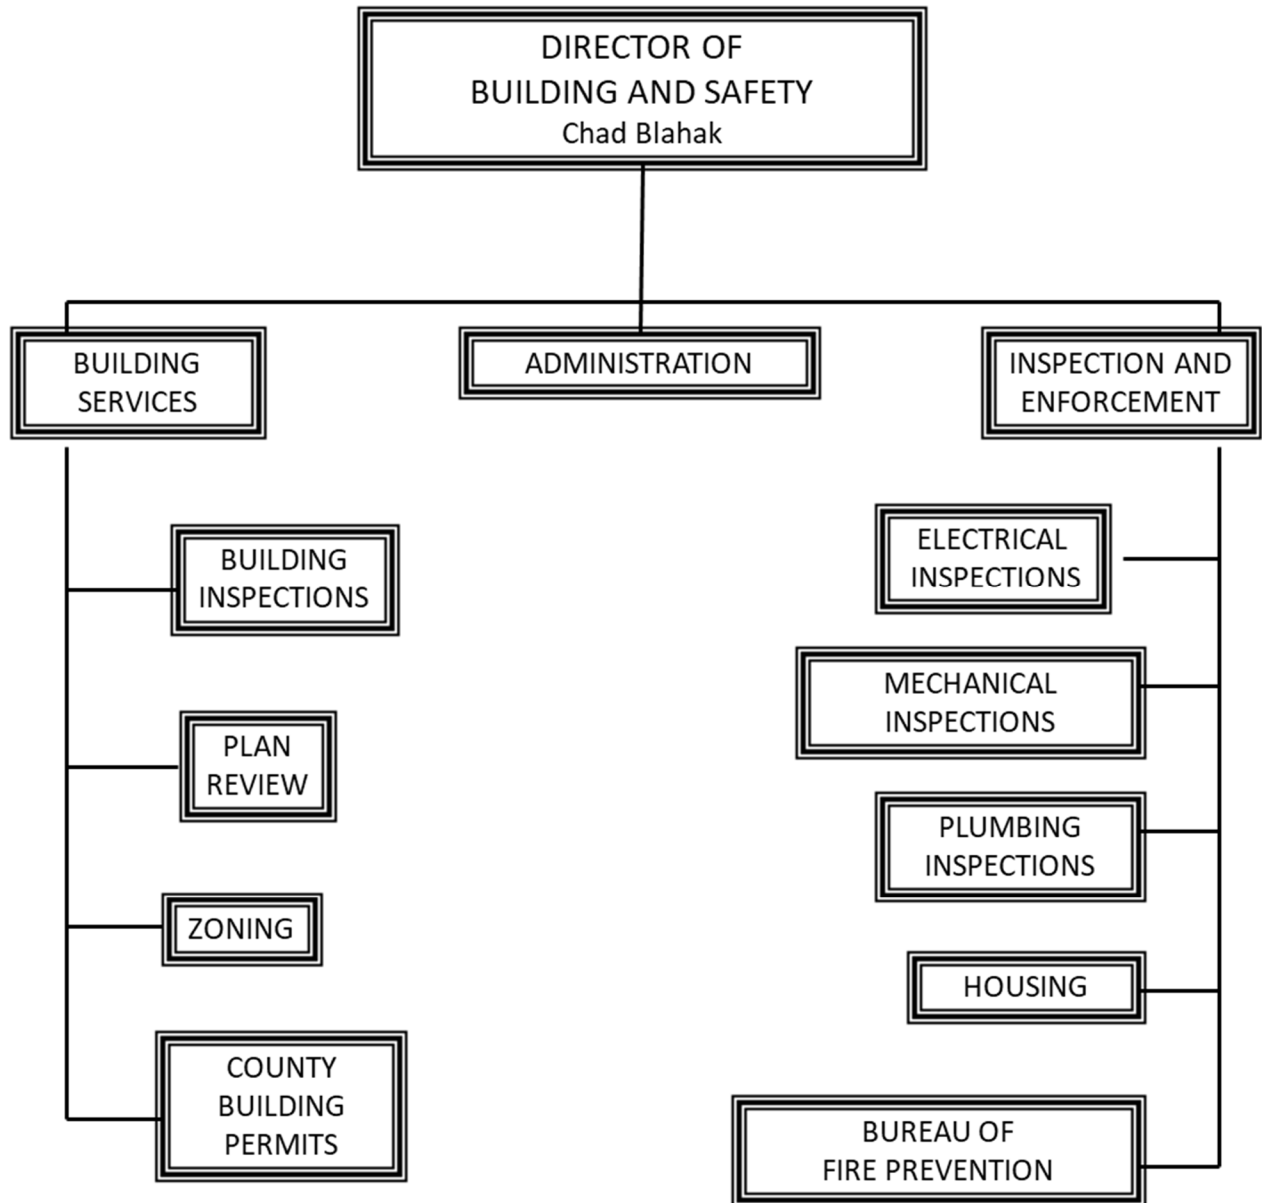 DIRECTOR OF
BUILDING AND SAFETY
Chad Blahak
BUILDING
SERVICES
ADMINISTRATION
INSPECTION AND
ENFORCEMENT
BUILDING
INSPECTIONS
PLAN
REVIEW
ZONING
COUNTY
BUILDING
PERMITS
ELECTRICAL
INSPECTIONS
MECHANICAL
INSPECTIONS
PLUMBING
INSPECTIONS
HOUSING
BUREAU OF
FIRE PREVENTION